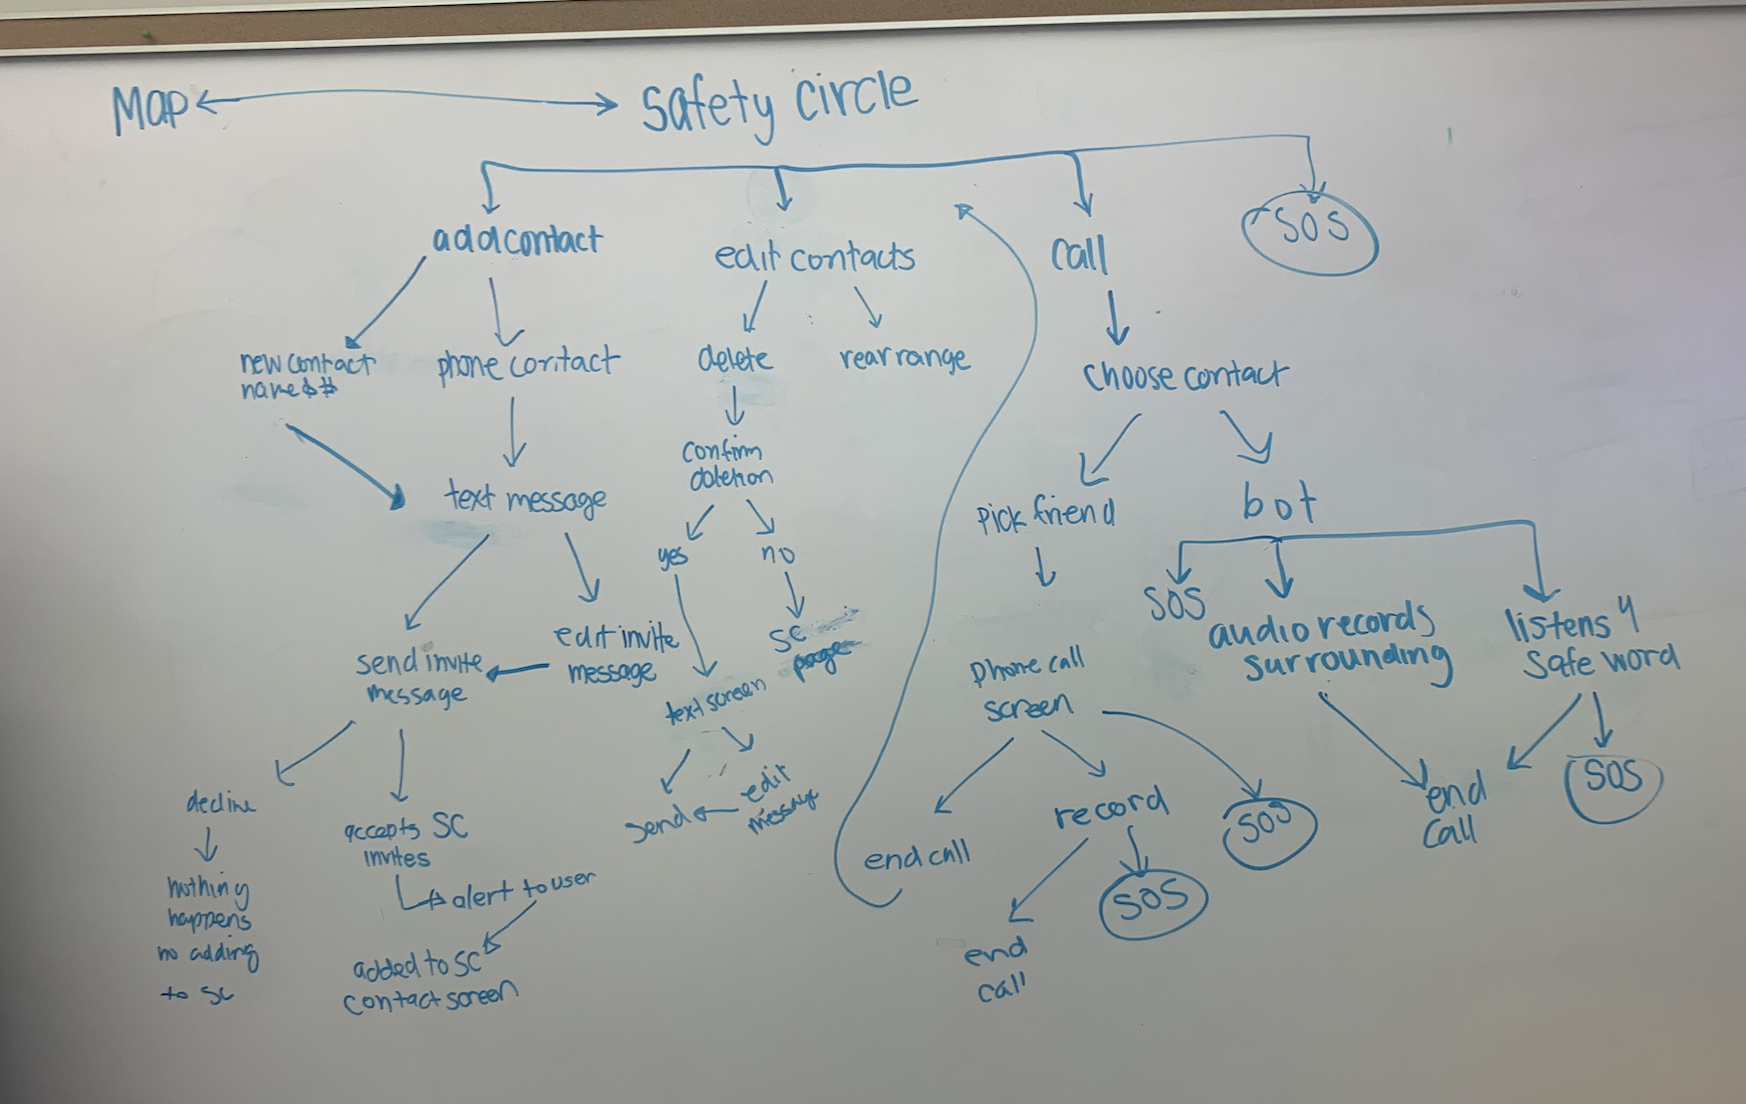 Map
Safety circle
add contact
edit contacts
call
SOS
new contact
name & #
phone contact
delete
rearrange
choose contact
confirm
deletion
text message
yes
no
pick friend
bot
send invite
message
edit invite
message
text screen
SC
page
phone call
screen
SOS
audio records
surrounding
listens 4
safe word
decline
nothing
happens
no adding
to SC
accepts SC
invites
alert to user
added to SC
contact screen
send
edit
message
end call
record
SOS
SOS
end
call
end
call
SOS